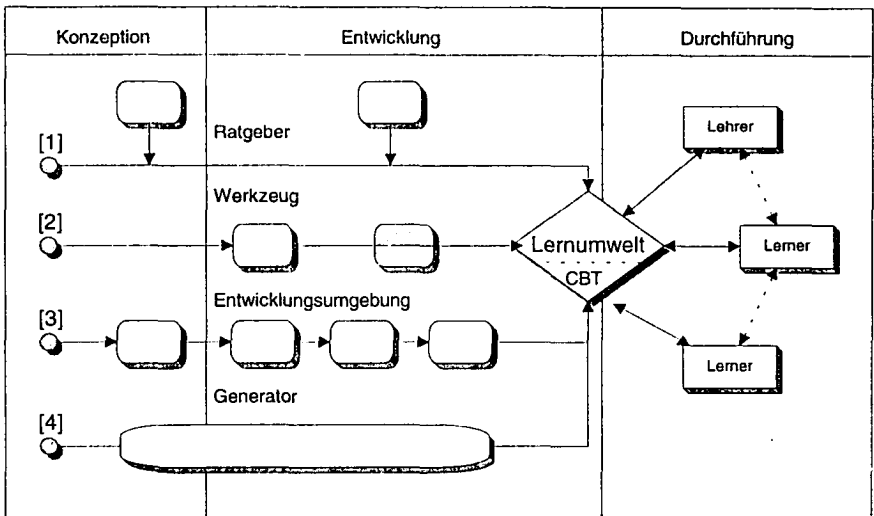 Konzeption
Entwicklung
Durchführung
[1]
Ratgeber
Lehrer
[2]
Werkzeug
Lernumwelt
CBT
Lerner
[3]
Entwicklungsumgebung
Lerner
[4]
Generator